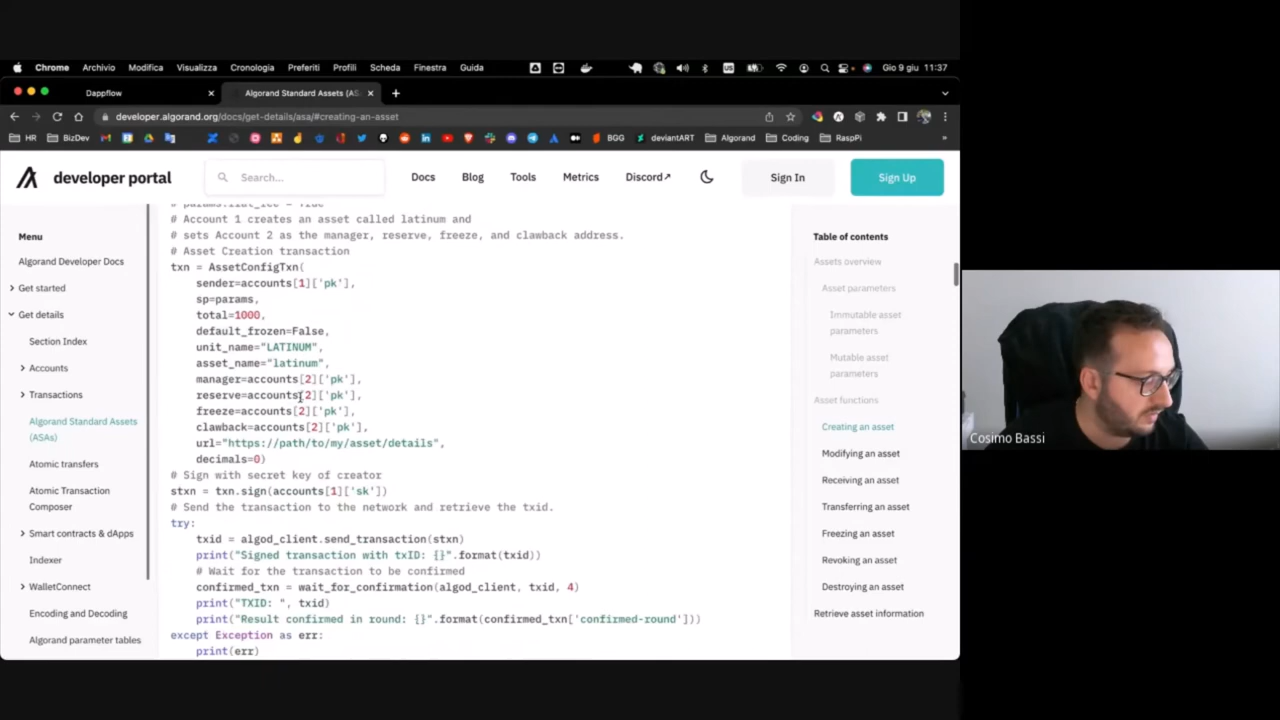 Chrome Archivio Modifica Visualizza Cronologia Preferiti Profili Scheda Finestra Guida
Gio 9 giu 11:37
Dappflow
Algorand Standard Assets (ASA
developer.algorand.org/docs/get-details/asa/#creating-an-asset
HR BizDev BGG deviantART Algorand Coding RaspPi
developer portal
Search...
Docs Blog Tools Metrics Discord↗
Sign In
Sign Up
Menu
Algorand Developer Docs
Get started
Get details
Section Index
Accounts
Transactions
Algorand Standard Assets
(ASAs)
Atomic transfers
Atomic Transaction
Composer
Smart contracts & dApps
Indexer
WalletConnect
Encoding and Decoding
Algorand parameter tables
# params.flat_fee = True
# Account 1 creates an asset called latinum and
# sets Account 2 as the manager, reserve, freeze, and clawback address.
# Asset Creation transaction
txn = AssetConfigTxn(
sender=accounts[1]['pk'],
sp=params,
total=1000,
default_frozen=False,
unit_name="LATINUM",
asset_name="latinum",
manager=accounts[2]['pk'],
reserve=accounts[2]['pk'],
freeze=accounts[2]['pk'],
clawback=accounts[2]['pk'],
url="https://path/to/my/asset/details",
decimals=0)
# Sign with secret key of creator
stxn = txn.sign(accounts[1]['sk'])
# Send the transaction to the network and retrieve the txid.
try:
txid = algod_client.send_transaction(stxn)
print("Signed transaction with txID: {}".format(txid))
# Wait for the transaction to be confirmed
confirmed_txn = wait_for_confirmation(algod_client, txid, 4)
print("TXID: ", txid)
print("Result confirmed in round: {}".format(confirmed_txn['confirmed-round']))
except Exception as err:
print(err)
Table of contents
Assets overview
Asset parameters
Immutable asset
parameters
Mutable asset
parameters
Asset functions
Creating an asset
Modifying an asset
Receiving an asset
Transferring an asset
Freezing an asset
Revoking an asset
Destroying an asset
Retrieve asset information
Cosimo Bassi